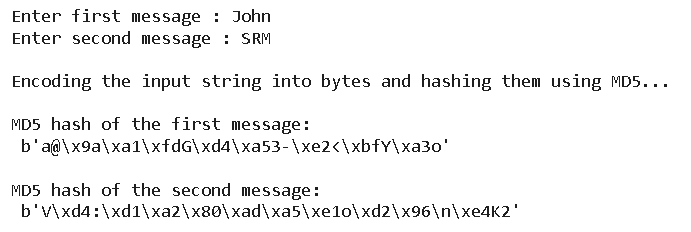 Enter first message : John
Enter second message : SRM
Encoding the input string into bytes and hashing them using MD5...
MD5 hash of the first message:
b'a@\x9a\xa1\xfdG\xd4\xa53-\xe2<\xbfY\xa3o'
MD5 hash of the second message:
b'V\xd4:\xd1\xa2\x80\xad\xa5\xe1o\xd2\x96\n\xe4K2'